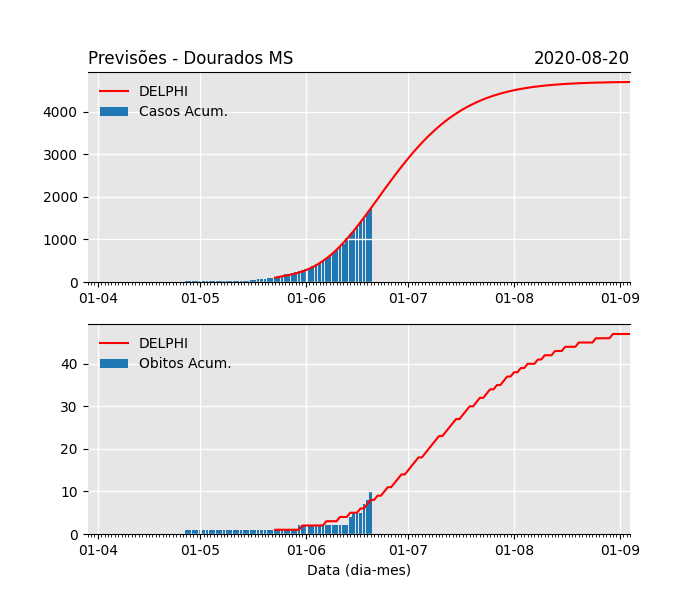 Previsões - Dourados MS 2020-08-20
DELPHI
Casos Acum.
4000
3000
2000
1000
0
01-04 01-05 01-06 01-07 01-08 01-09
DELPHI
Obitos Acum.
40
30
20
10
0
01-04 01-05 01-06 01-07 01-08 01-09
Data (dia-mes)